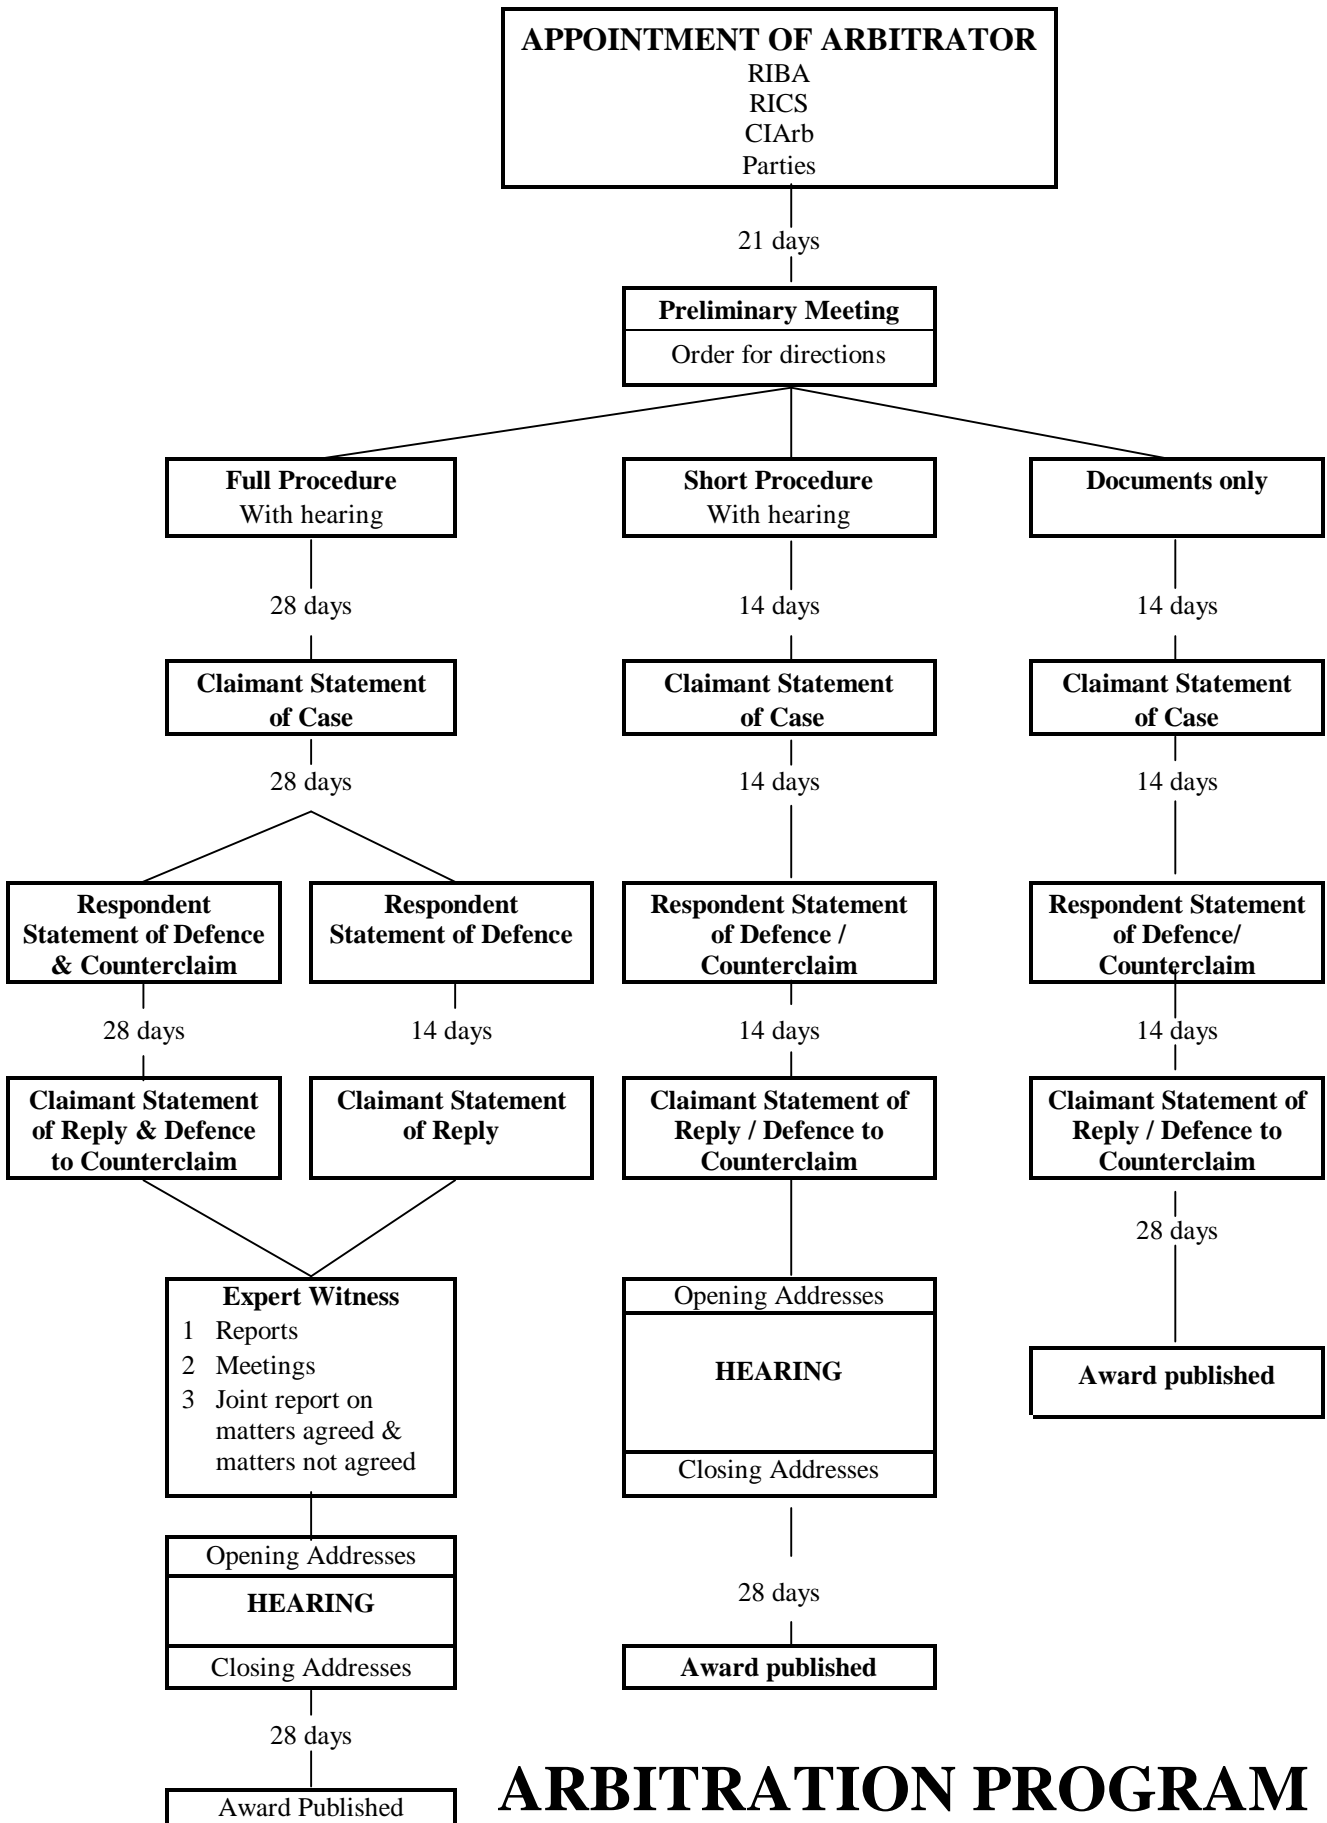 APPOINTMENT OF ARBITRATOR
RIBA
RICS
CIArb
Parties
21 days
Preliminary Meeting
Order for directions
Full Procedure
With hearing
Short Procedure
With hearing
Documents only
28 days
14 days
14 days
Claimant Statement
of Case
Claimant Statement
of Case
Claimant Statement
of Case
28 days
14 days
14 days
Respondent
Statement of Defence
& Counterclaim
Respondent
Statement of Defence
Respondent Statement
of Defence /
Counterclaim
Respondent Statement
of Defence/
Counterclaim
28 days
14 days
14 days
14 days
Claimant Statement
of Reply & Defence
to Counterclaim
Claimant Statement
of Reply
Claimant Statement of
Reply / Defence to
Counterclaim
Claimant Statement of
Reply / Defence to
Counterclaim
28 days
Expert Witness
1 Reports
2 Meetings
3 Joint report on
matters agreed &
matters not agreed
Opening Addresses
HEARING
Closing Addresses
Award published
Opening Addresses
HEARING
Closing Addresses
28 days
Award published
28 days
Award Published
ARBITRATION PROGRAM